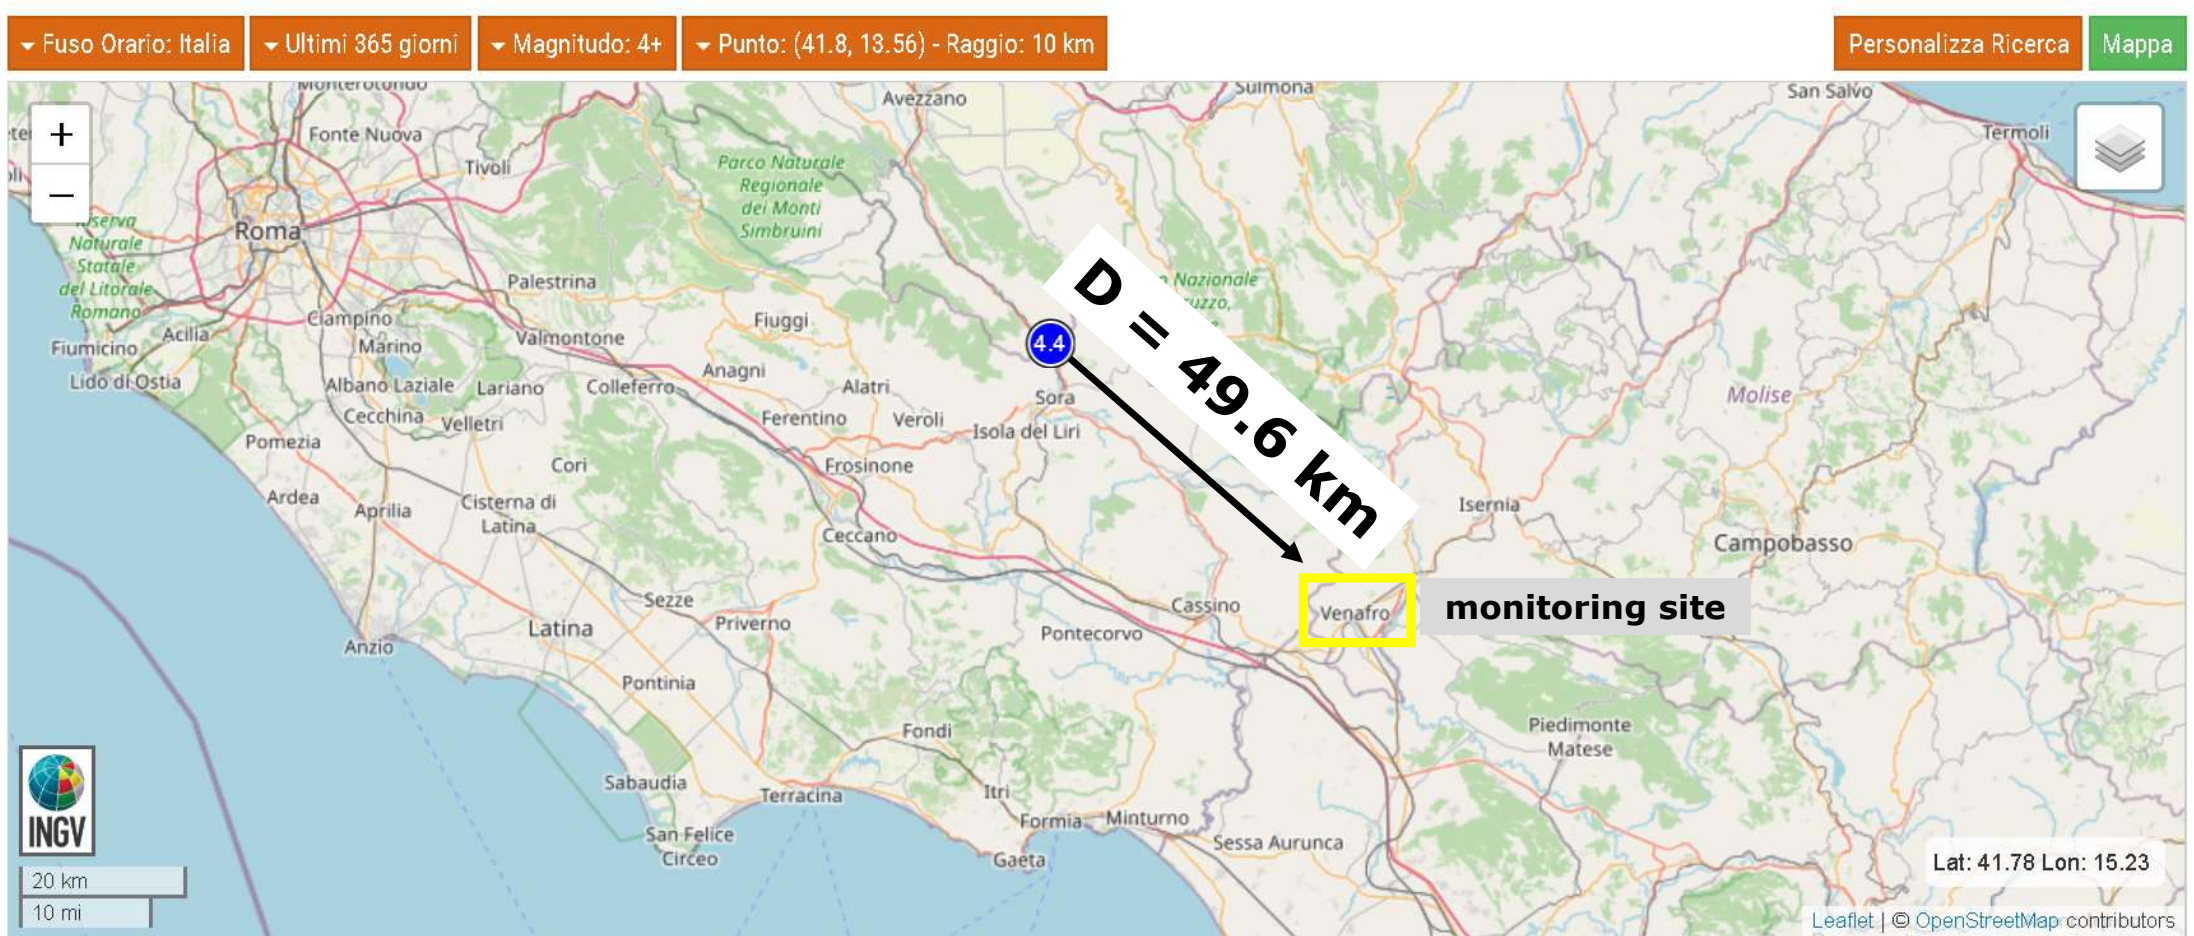 Fuso Orario: Italia
Ultimi 365 giorni
Magnitudo: 4+
Punto: (41.8, 13.56) - Raggio: 10 km
Personalizza Ricerca
Mappa
+
−
Monterotondo
Fonte Nuova
Tivoli
Avezzano
Sulmona
San Salvo
Termoli
Parco Naturale
Regionale
dei Monti
Simbruini
Riserva
Naturale
Statale
del Litorale
Romano
Roma
Palestrina
Nazionale
D = 49.6 km
4.4
Ciampino
Acilia
Fiumicino
Marino
Valmontone
Fiuggi
Lido di Ostia
Albano Laziale
Lariano
Colleferro
Anagni
Alatri
Sora
Molise
Cecchina
Velletri
Ferentino
Veroli
Isola del Liri
Pomezia
Cori
Frosinone
Ardea
Aprilia
Cisterna di
Latina
Ceccano
Isernia
Campobasso
Sezze
Latina
Priverno
Cassino
Pontecorvo
Venafro
monitoring site
Anzio
Pontinia
Fondi
Piedimonte
Matese
Sabaudia
Terracina
Itri
Formia
Minturno
San Felice
Circeo
Gaeta
Sessa Aurunca
INGV
20 km
10 mi
Lat: 41.78 Lon: 15.23
Leaflet | © OpenStreetMap contributors